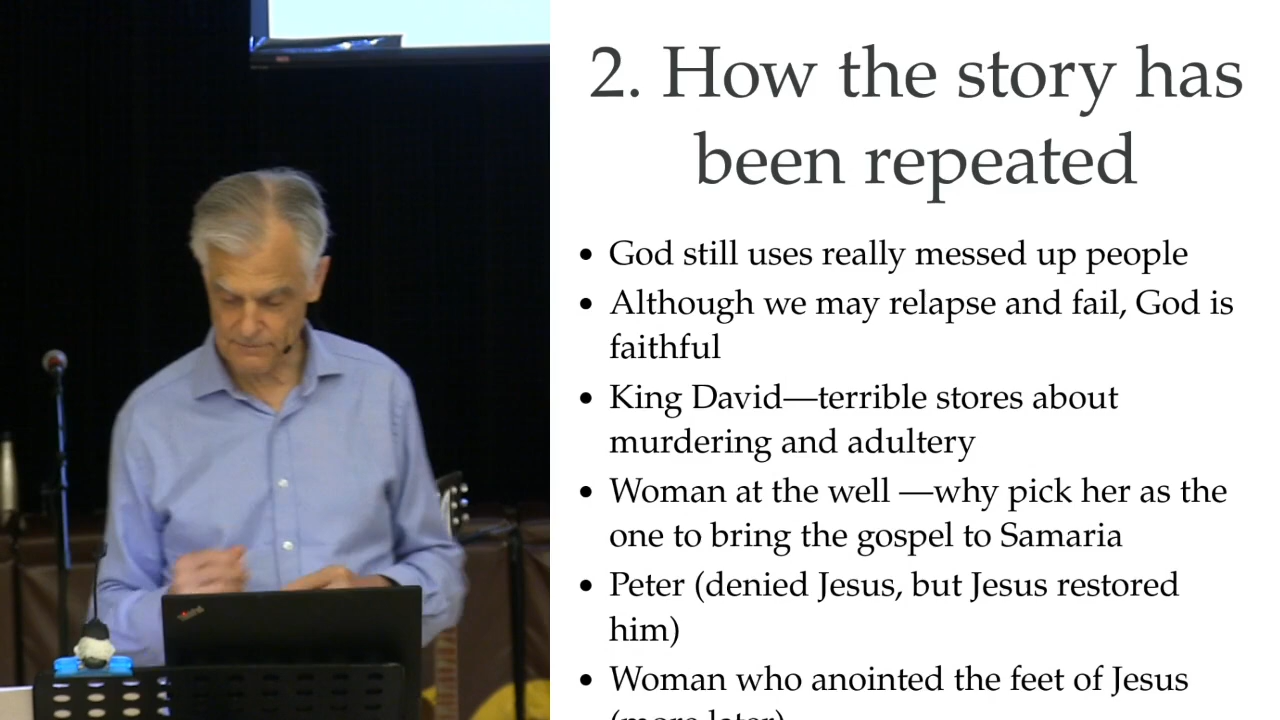 2. How the story has
been repeated
• God still uses really messed up people
• Although we may relapse and fail, God is
faithful
• King David—terrible stores about
murdering and adultery
• Woman at the well —why pick her as the
one to bring the gospel to Samaria
• Peter (denied Jesus, but Jesus restored
him)
• Woman who anointed the feet of Jesus
(more later)